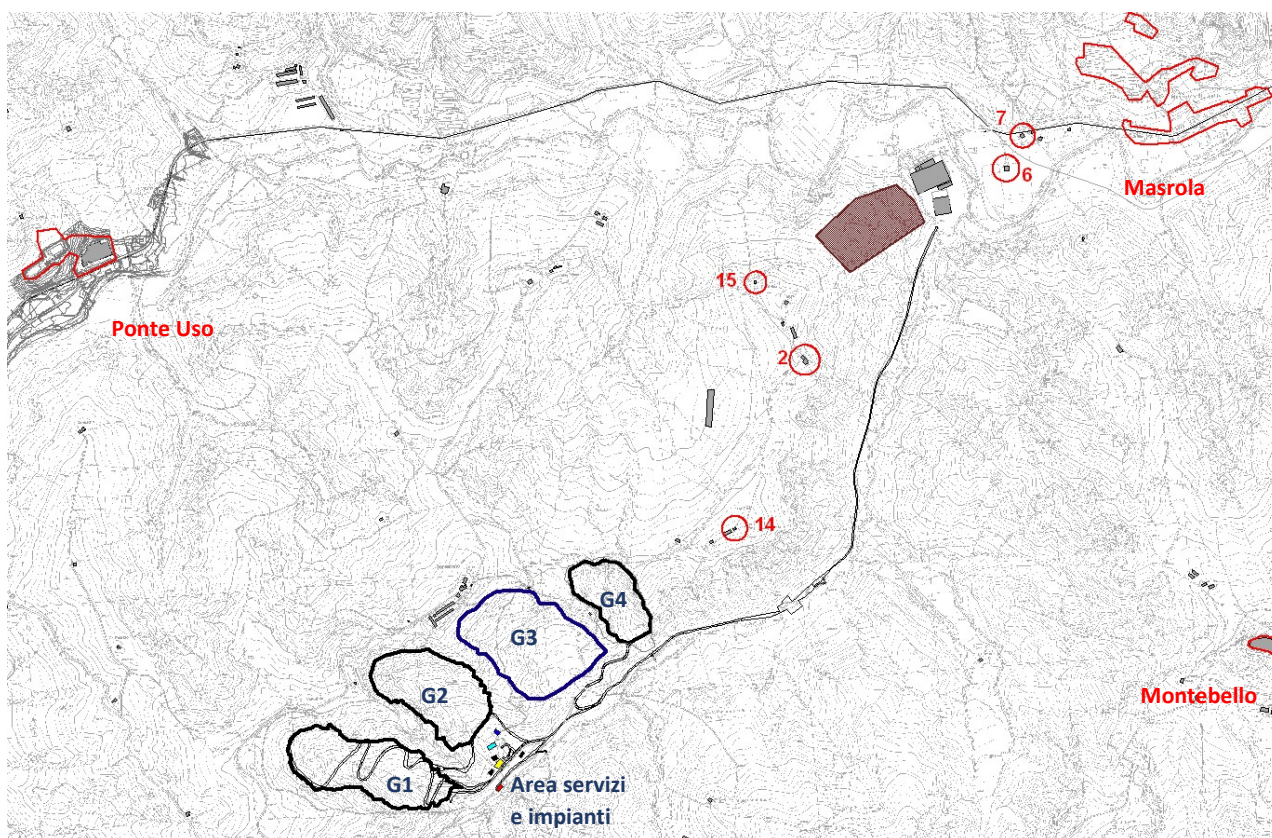 7
6
Masrola
15
Ponte Uso
2
14
G4
G3
G2
Montebello
G1
Area servizi
e impianti